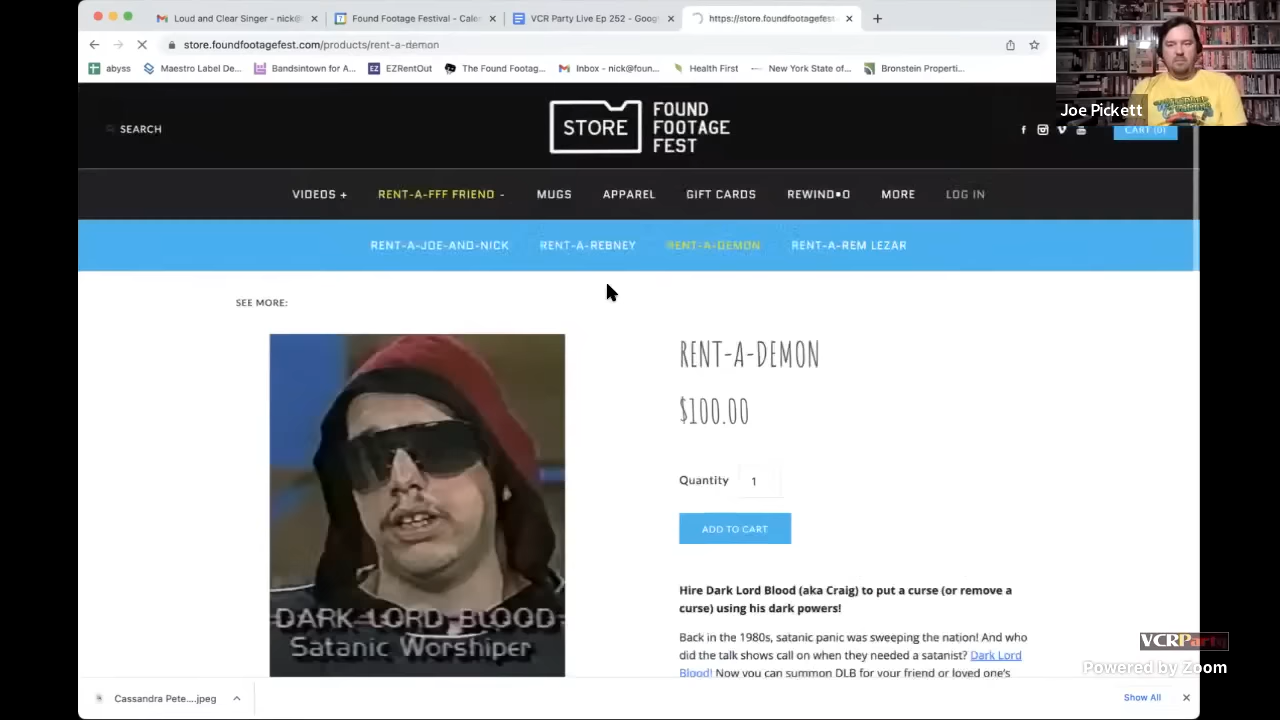 Loud and Clear Singer - nick@
Found Footage Festival - Cale
VCR Party Live Ep 252 - Goog
https://store.foundfootagefest
store.foundfootagefest.com/products/rent-a-demon
abyss
Maestro Label De...
Bandsintown for A...
EZRentOut
The Found Footag...
Inbox - nick@foun...
Health First
New York State of...
Bronstein Properti...
Joe Pickett
SEARCH
STORE
FOUND
FOOTAGE
FEST
CART (0)
VIDEOS +
RENT-A-FFF FRIEND -
MUGS
APPAREL
GIFT CARDS
REWIND•O
MORE
LOG IN
RENT-A-JOE-AND-NICK
RENT-A-REBNEY
RENT-A-DEMON
RENT-A-REM LEZAR
SEE MORE:
DARK LORD BLOOD
Satanic Worshiper
RENT-A-DEMON
$100.00
Quantity 1
ADD TO CART
Hire Dark Lord Blood (aka Craig) to put a curse (or remove a
curse) using his dark powers!
Back in the 1980s, satanic panic was sweeping the nation! And who
did the talk shows call on when they needed a satanist? Dark Lord
Blood! Now you can summon DLB for your friend or loved one's
VCRParty
Powered by Zoom
Cassandra Pete....jpeg
Show All